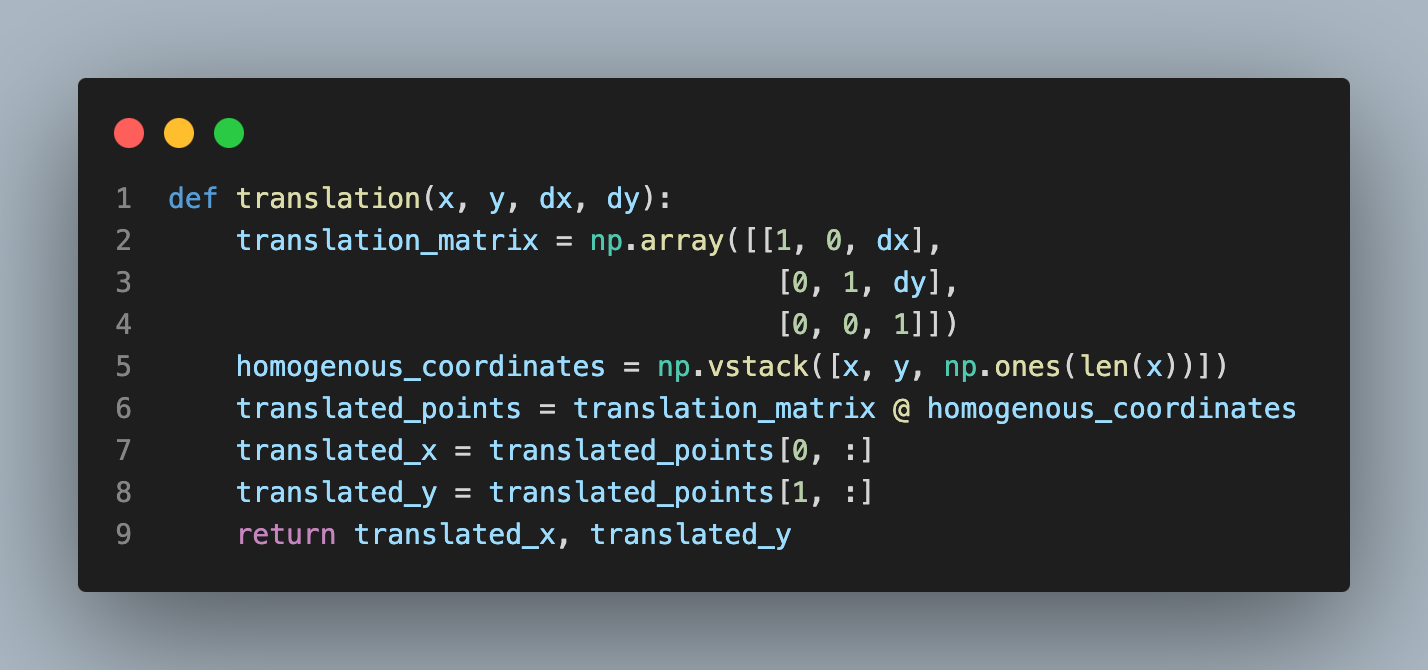 1 def translation(x, y, dx, dy):
2     translation_matrix = np.array([[1, 0, dx],
3                                     [0, 1, dy],
4                                     [0, 0, 1]])
5     homogenous_coordinates = np.vstack([x, y, np.ones(len(x))])
6     translated_points = translation_matrix @ homogenous_coordinates
7     translated_x = translated_points[0, :]
8     translated_y = translated_points[1, :]
9     return translated_x, translated_y